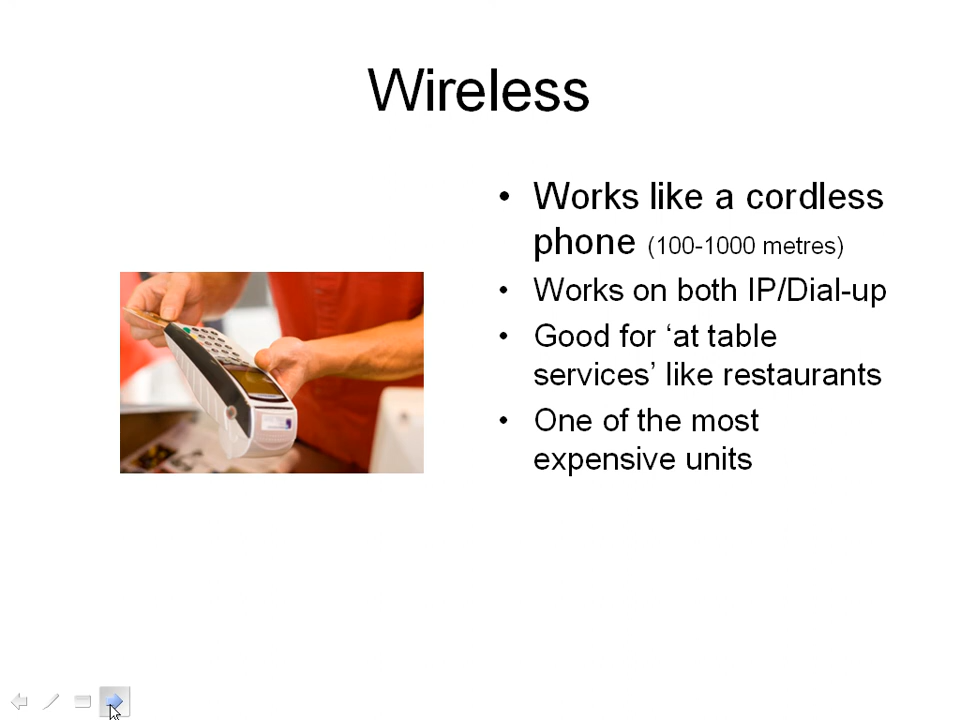 Wireless
• Works like a cordless
phone (100-1000 metres)
• Works on both IP/Dial-up
• Good for ‘at table
services’ like restaurants
• One of the most
expensive units